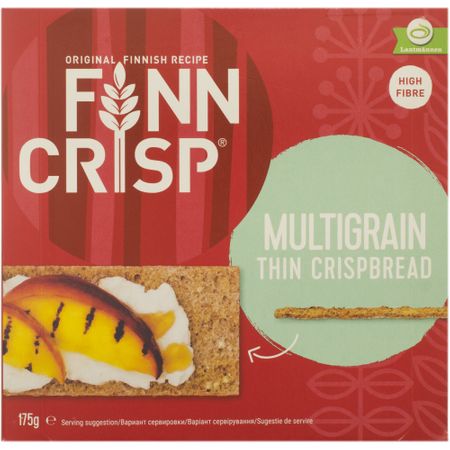 Lantmännen
ORIGINAL FINNISH RECIPE
FINN
CRISP®
HIGH
FIBRE
MULTIGRAIN
THIN CRISPBREAD
175g ℮ Serving suggestion/Вариант сервировки/Варіант сервірування/Sugestie de servire